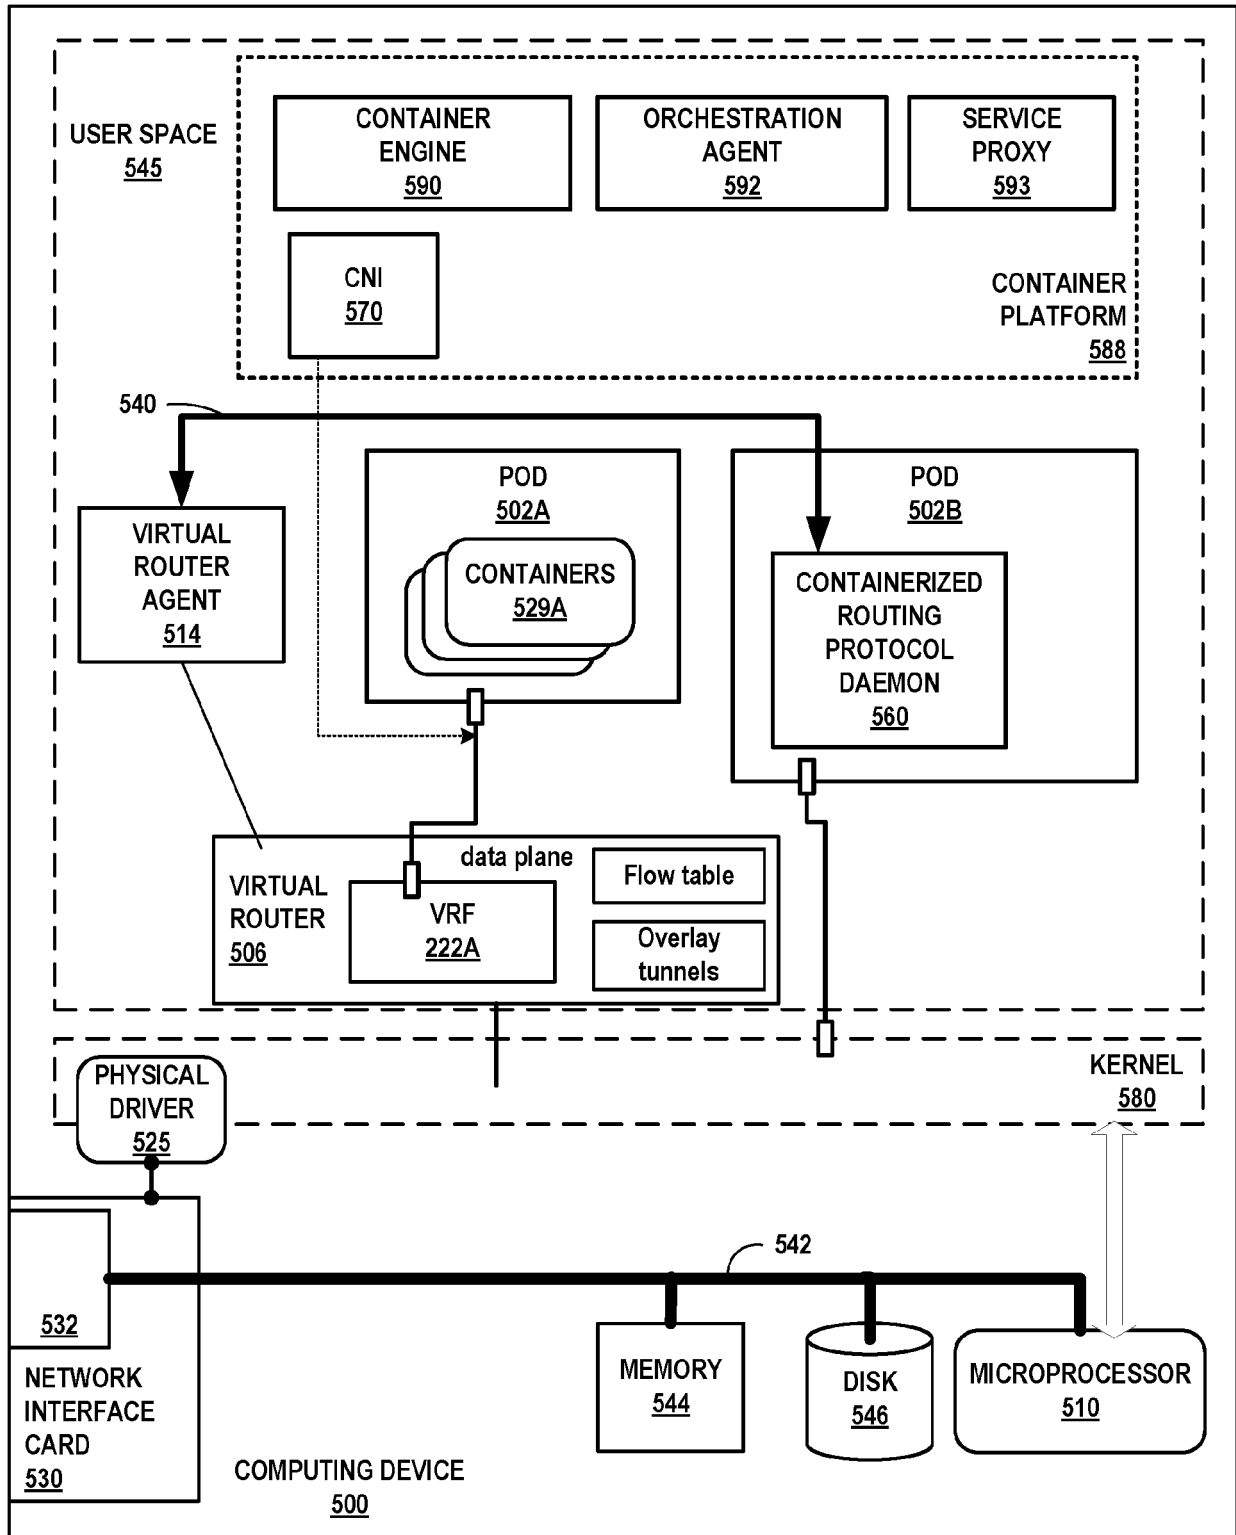 CONTAINER
ENGINE
590
ORCHESTRATION
AGENT
592
SERVICE
PROXY
593
USER SPACE
545
CNI
570
CONTAINER
PLATFORM
588
540
POD
502A
CONTAINERS
529A
POD
502B
VIRTUAL
ROUTER
AGENT
514
CONTAINERIZED
ROUTING
PROTOCOL
DAEMON
560
VIRTUAL
ROUTER
506
data plane
VRF
222A
Flow table
Overlay
tunnels
PHYSICAL
DRIVER
525
KERNEL
580
542
532
NETWORK
INTERFACE
CARD
530
MEMORY
544
DISK
546
MICROPROCESSOR
510
COMPUTING DEVICE
500